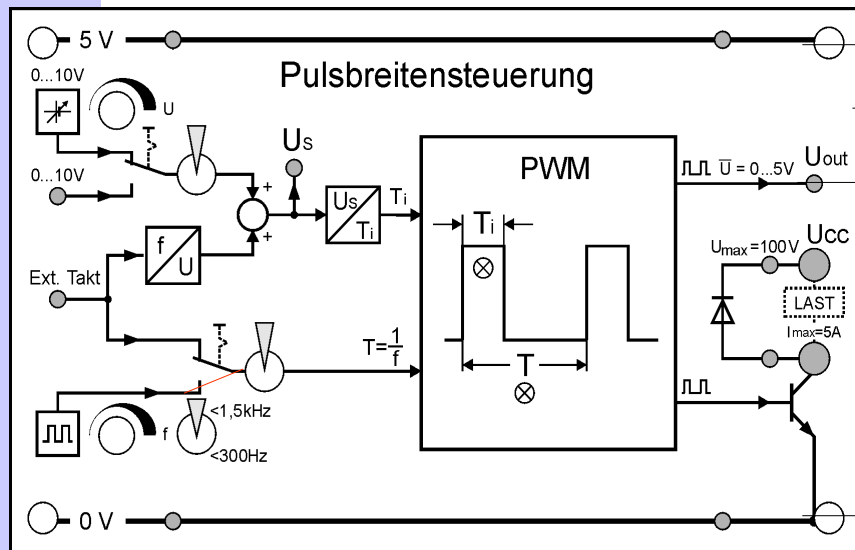 5 V
Pulsbreitensteuerung
0...10V
U
Us
0...10V
+
+
Us
Ti
Ti
PWM
Ti
T
Ū = 0...5V
Uout
f
U
Ext. Takt
Umax=100V
Ucc
LAST
Imax=5A
T=1/f
f
<1,5kHz
<300Hz
0 V